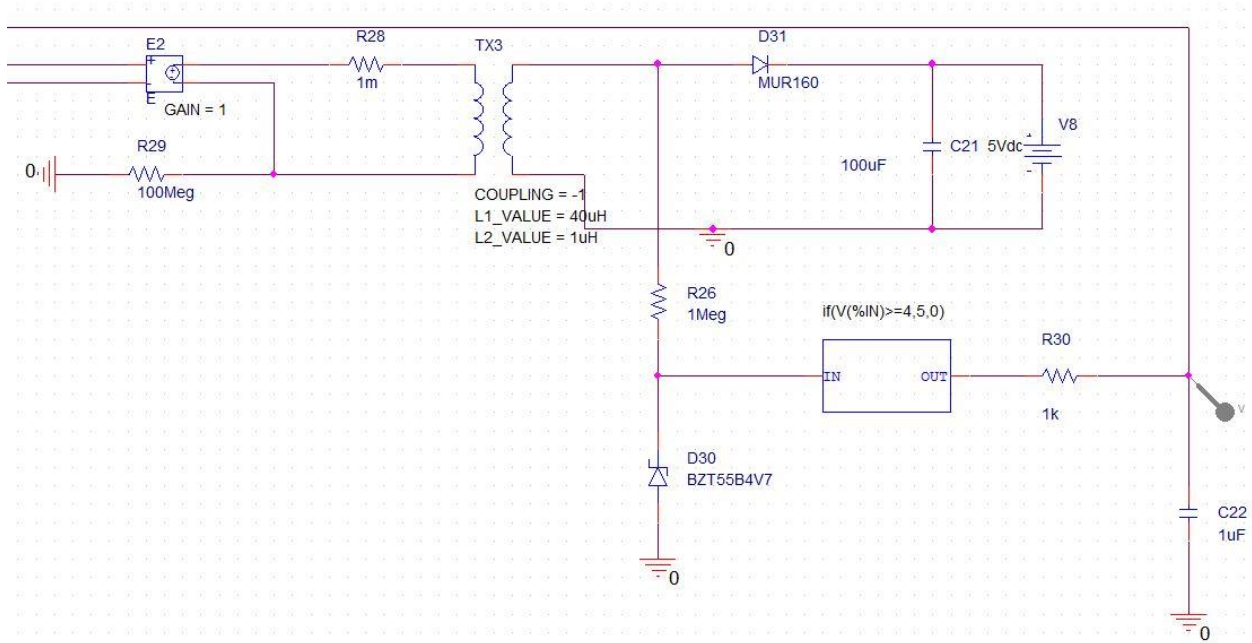 E2
+
-
E
GAIN = 1
R28
1m
TX3
D31
MUR160
R29
0
100Meg
COUPLING = -1
L1_VALUE = 40uH
L2_VALUE = 1uH
100uF
C21
5Vdc
+
-
V8
0
R26
1Meg
if(V(%IN)>=4,5,0)
IN
OUT
R30
1k
V
D30
BZT55B4V7
0
C22
1uF
0